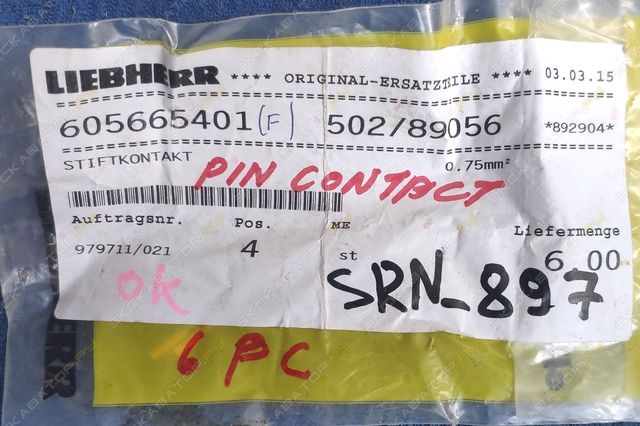 LIEBHERR **** ORIGINAL-ERSATZTEILE **** 03.03.15
605665401 (F) 502/89056 *892904*
STIFTKONTAKT 0.75mm²
PIN CONTACT
Auftragsnr. Pos. ME Liefermenge
979711/021 4 st 6 00
OK SRN_897
6 PC